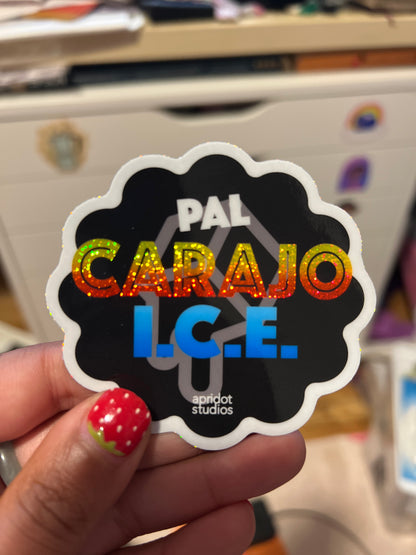 PAL
CARAJO
I.C.E.
apridot
studios